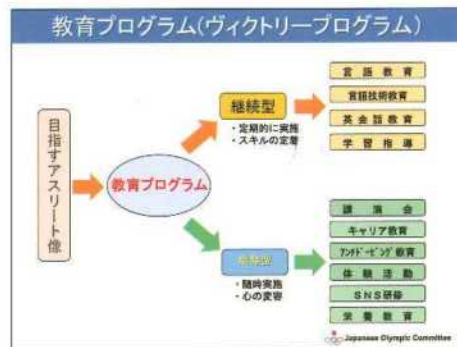 教育プログラム(ヴィクトリープログラム)
目指すアスリート像
教育プログラム
継続型
・定期的に実施
・スキルの定着
言語教育
言語技術教育
英会話教育
学習指導
・随時実施
・心の変容
講演会
キャリア教育
アンチドーピング教育
体験活動
SNS研修
栄養教育
Japanese Olympic Committee